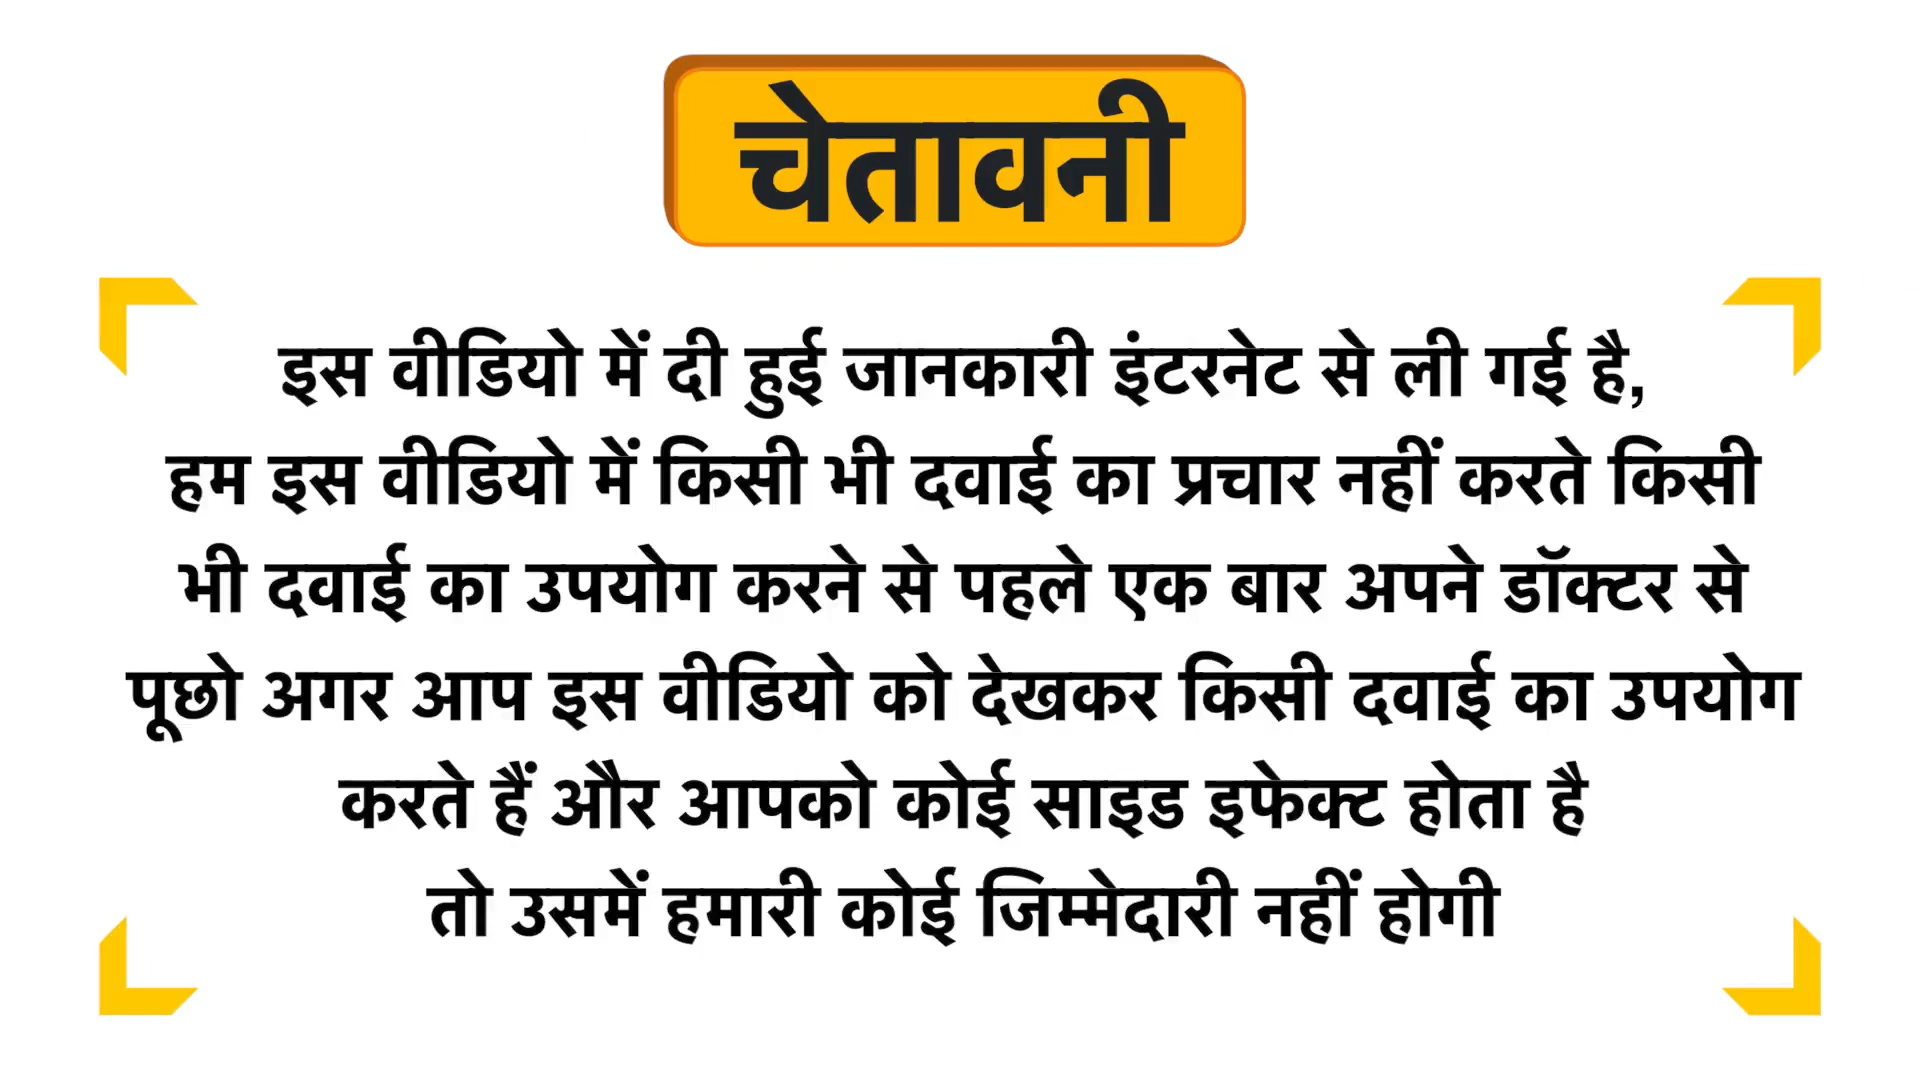 चेतावनी
इस वीडियो में दी हुई जानकारी इंटरनेट से ली गई है,
हम इस वीडियो में किसी भी दवाई का प्रचार नहीं करते किसी
भी दवाई का उपयोग करने से पहले एक बार अपने डॉक्टर से
पूछो अगर आप इस वीडियो को देखकर किसी दवाई का उपयोग
करते हैं और आपको कोई साइड इफेक्ट होता है
तो उसमें हमारी कोई जिम्मेदारी नहीं होगी